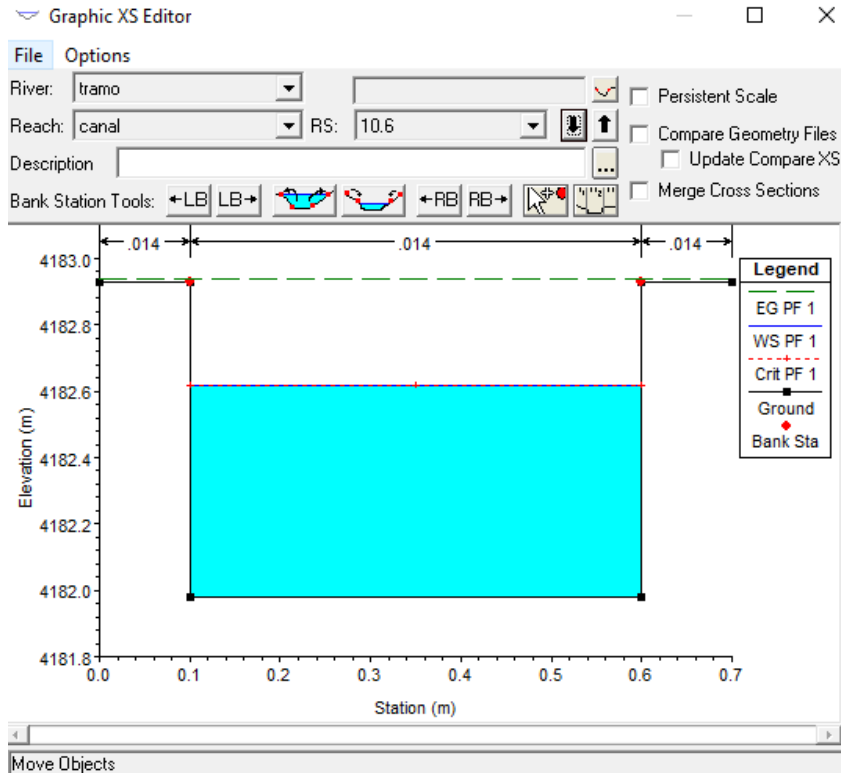 Graphic XS Editor
File Options
River: tramo
Persistent Scale
Reach: canal RS: 10.6
Compare Geometry Files
Description ...
Update Compare XS
Bank Station Tools: ←LB LB→ ←RB RB→
Merge Cross Sections
.014 .014 .014
4183.0
4182.8
4182.6
4182.4
4182.2
4182.0
4181.8
Elevation (m)
0.0 0.1 0.2 0.3 0.4 0.5 0.6 0.7
Station (m)
Legend
EG PF 1
WS PF 1
Crit PF 1
Ground
Bank Sta
Move Objects